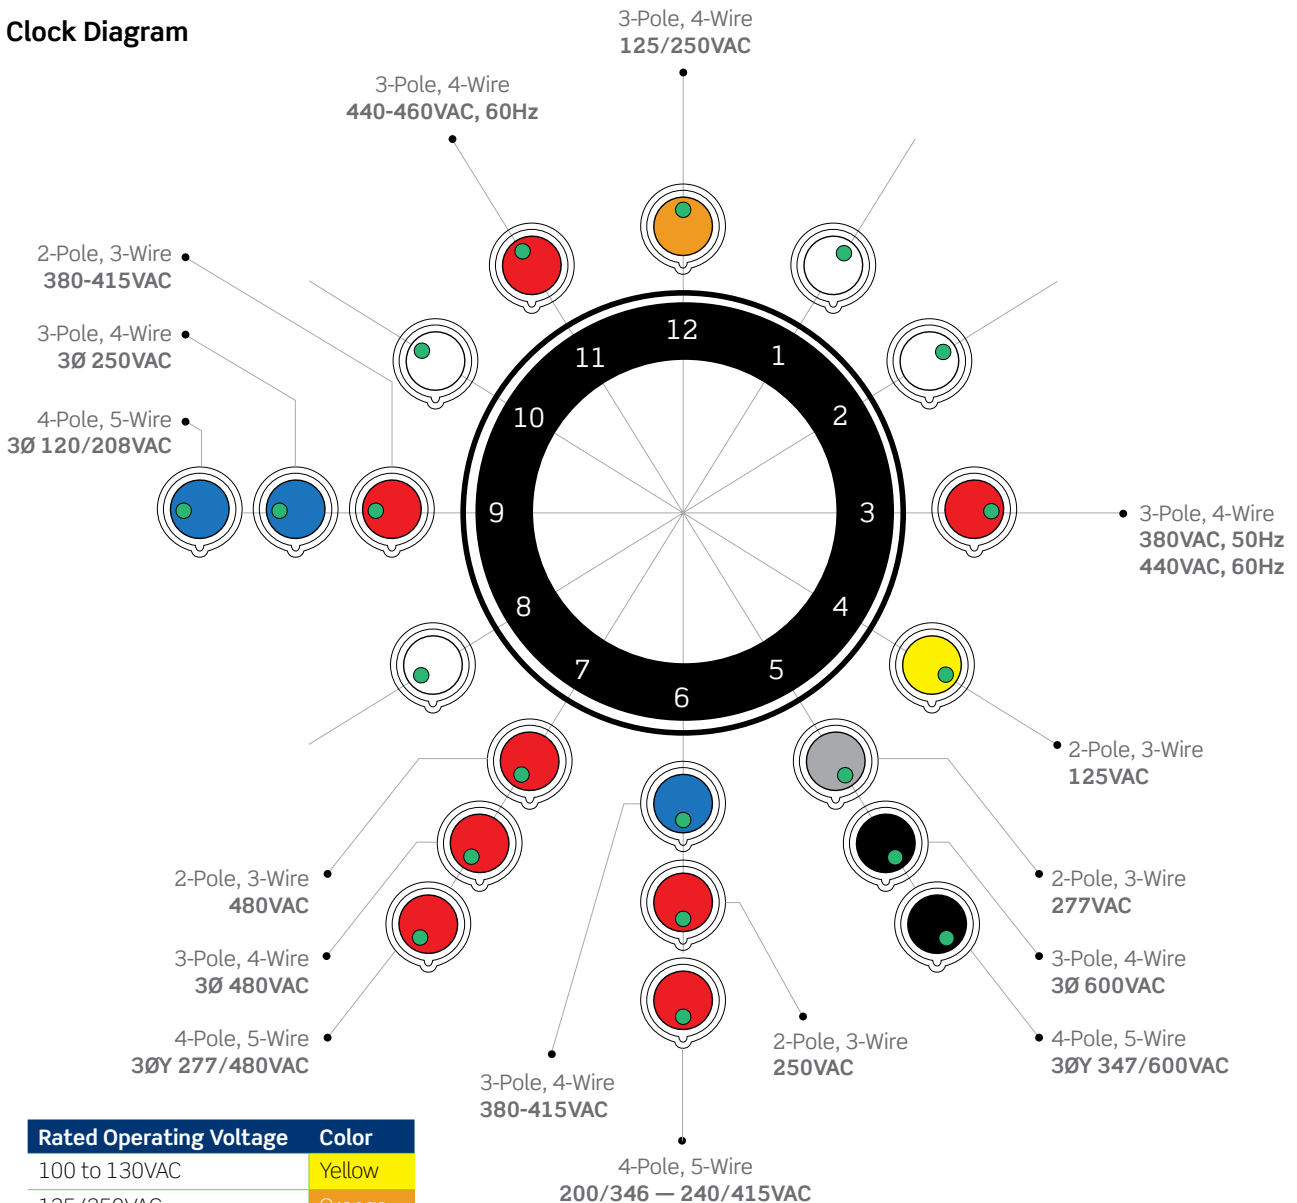 Clock Diagram
3-Pole, 4-Wire
125/250VAC
3-Pole, 4-Wire
440-460VAC, 60Hz
2-Pole, 3-Wire
380-415VAC
3-Pole, 4-Wire
3Ø 250VAC
4-Pole, 5-Wire
3Ø 120/208VAC
12
1
2
3
4
5
6
7
8
9
10
11
3-Pole, 4-Wire
380VAC, 50Hz
440VAC, 60Hz
2-Pole, 3-Wire
125VAC
2-Pole, 3-Wire
277VAC
3-Pole, 4-Wire
3Ø 600VAC
4-Pole, 5-Wire
3ØY 347/600VAC
2-Pole, 3-Wire
480VAC
3-Pole, 4-Wire
3Ø 480VAC
4-Pole, 5-Wire
3ØY 277/480VAC
2-Pole, 3-Wire
250VAC
3-Pole, 4-Wire
380-415VAC
4-Pole, 5-Wire
200/346 — 240/415VAC
Rated Operating Voltage Color
100 to 130VAC Yellow
125/250VAC Orange